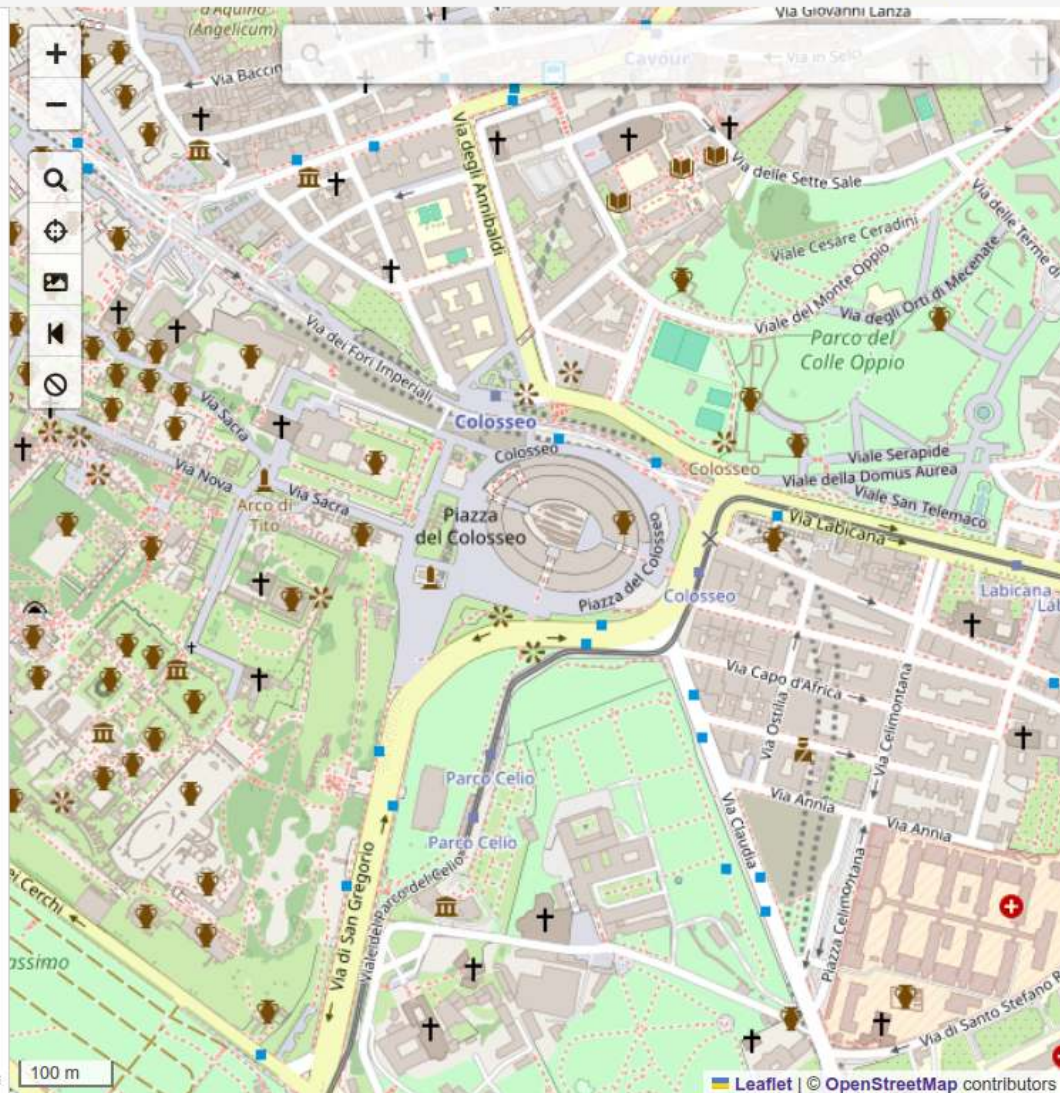 d'Aquino
(Angelicum)
Via Giovanni Lanza
+
−
Via Baccin
Cavour
Via in Selci
Via degli Annibaldi
Via delle Sette Sale
Viale Cesare Ceradini
Via delle Terme di
Viale del Monte Oppio
Via degli Orti di Mecenate
Parco del
Colle Oppio
Via dei Fori Imperiali
Via Sacra
Colosseo
Colosseo
Colosseo
Viale Serapide
Viale della Domus Aurea
Viale San Telemaco
Via Nova
Via Sacra
Arco di
Tito
Piazza
del Colosseo
Piazza del Colosseo
Via Labicana
Colosseo
Labicana -
Lab
Via Capo d'Africa
Via Ostilia
Via Celimontana
Parco Celio
Via Annia
Via Annia
Parco Celio
Via Claudia
Viale del Parco del Celio
Via di San Gregorio
ei Cerchi
assimo
Piazza Celimontana
Via di Santo Stefano R
100 m
Leaflet | © OpenStreetMap contributors